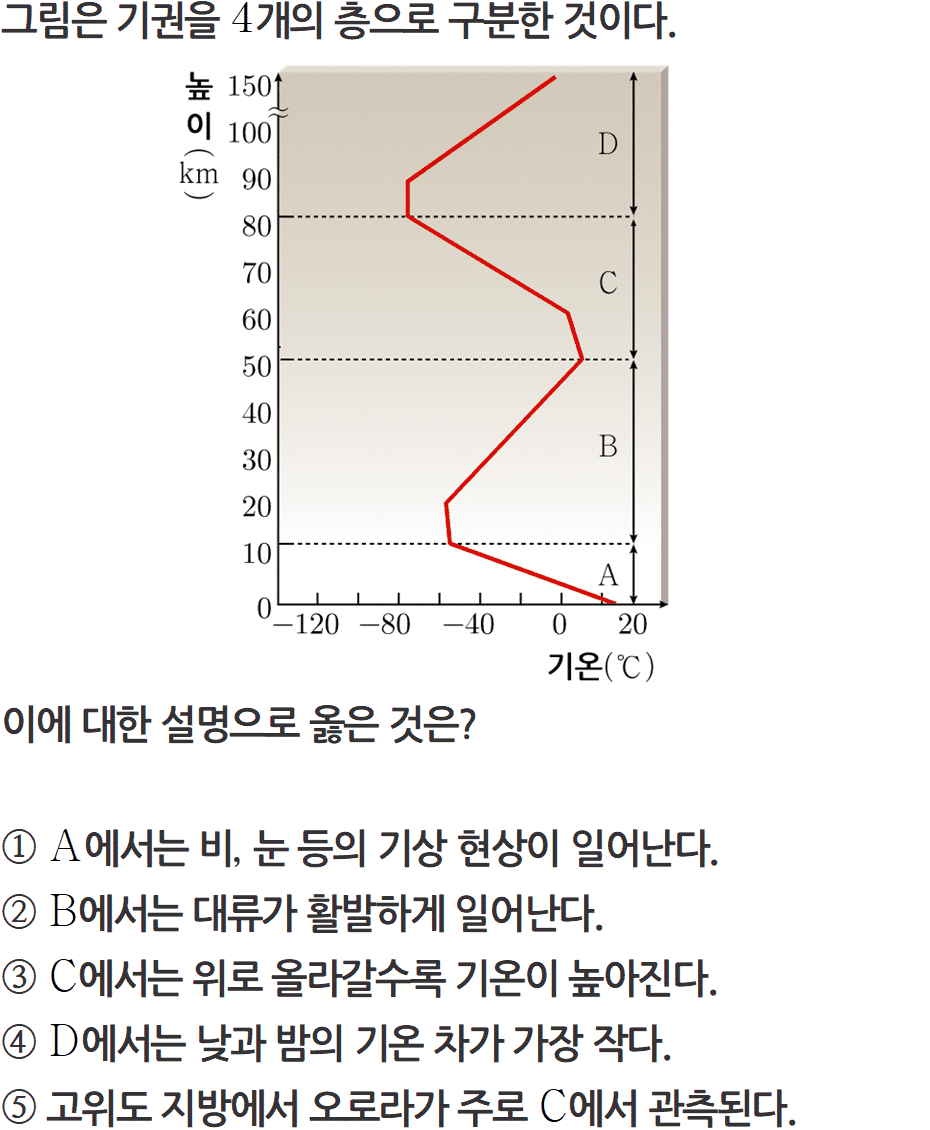 그림은 기권을 4개의 층으로 구분한 것이다.
높이(km)
150
100
90
80
70
60
50
40
30
20
10
0
D
C
B
A
−120 −80 −40 0 20
기온(℃)
이에 대한 설명으로 옳은 것은?
① A에서는 비, 눈 등의 기상 현상이 일어난다.
② B에서는 대류가 활발하게 일어난다.
③ C에서는 위로 올라갈수록 기온이 높아진다.
④ D에서는 낮과 밤의 기온 차가 가장 작다.
⑤ 고위도 지방에서 오로라가 주로 C에서 관측된다.